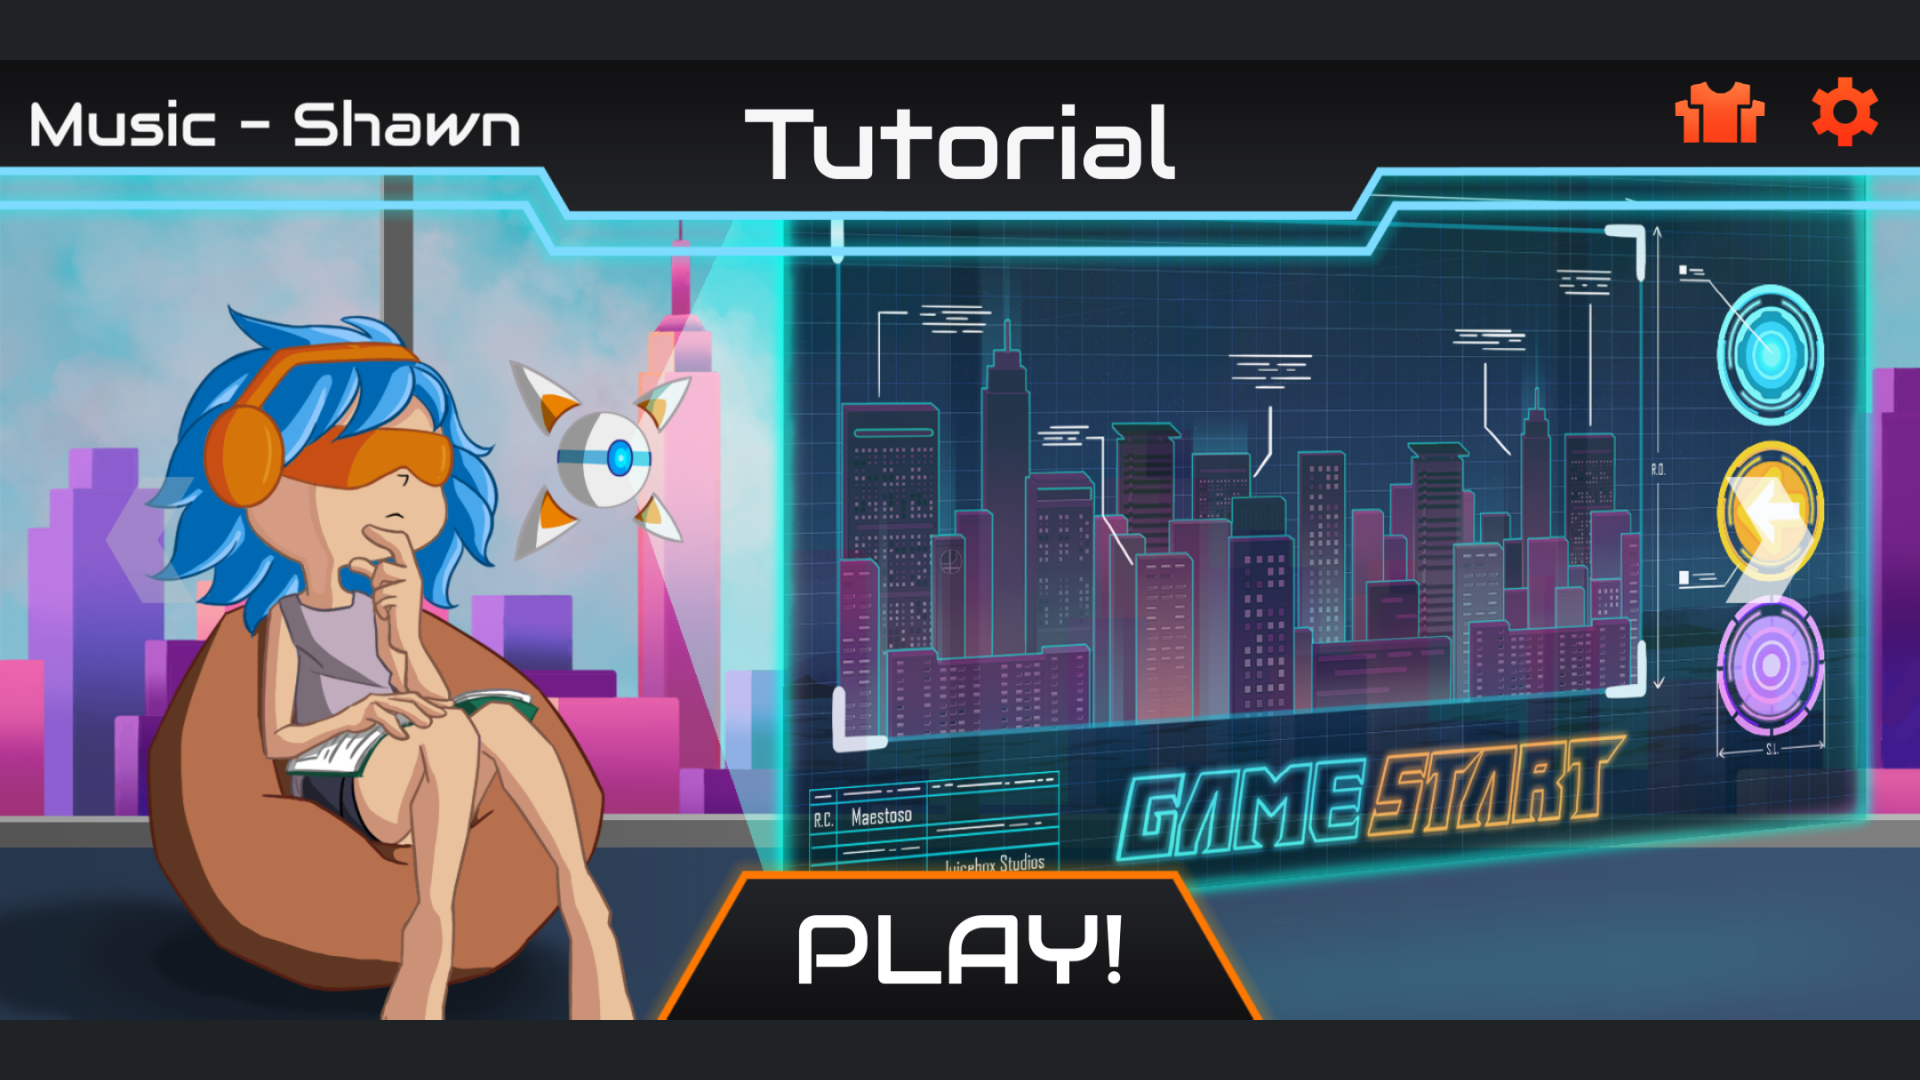 Music - Shawn
Tutorial
R.O.
S.L.
GAME START
R.C. Maestoso
Juicebox Studios
PLAY!